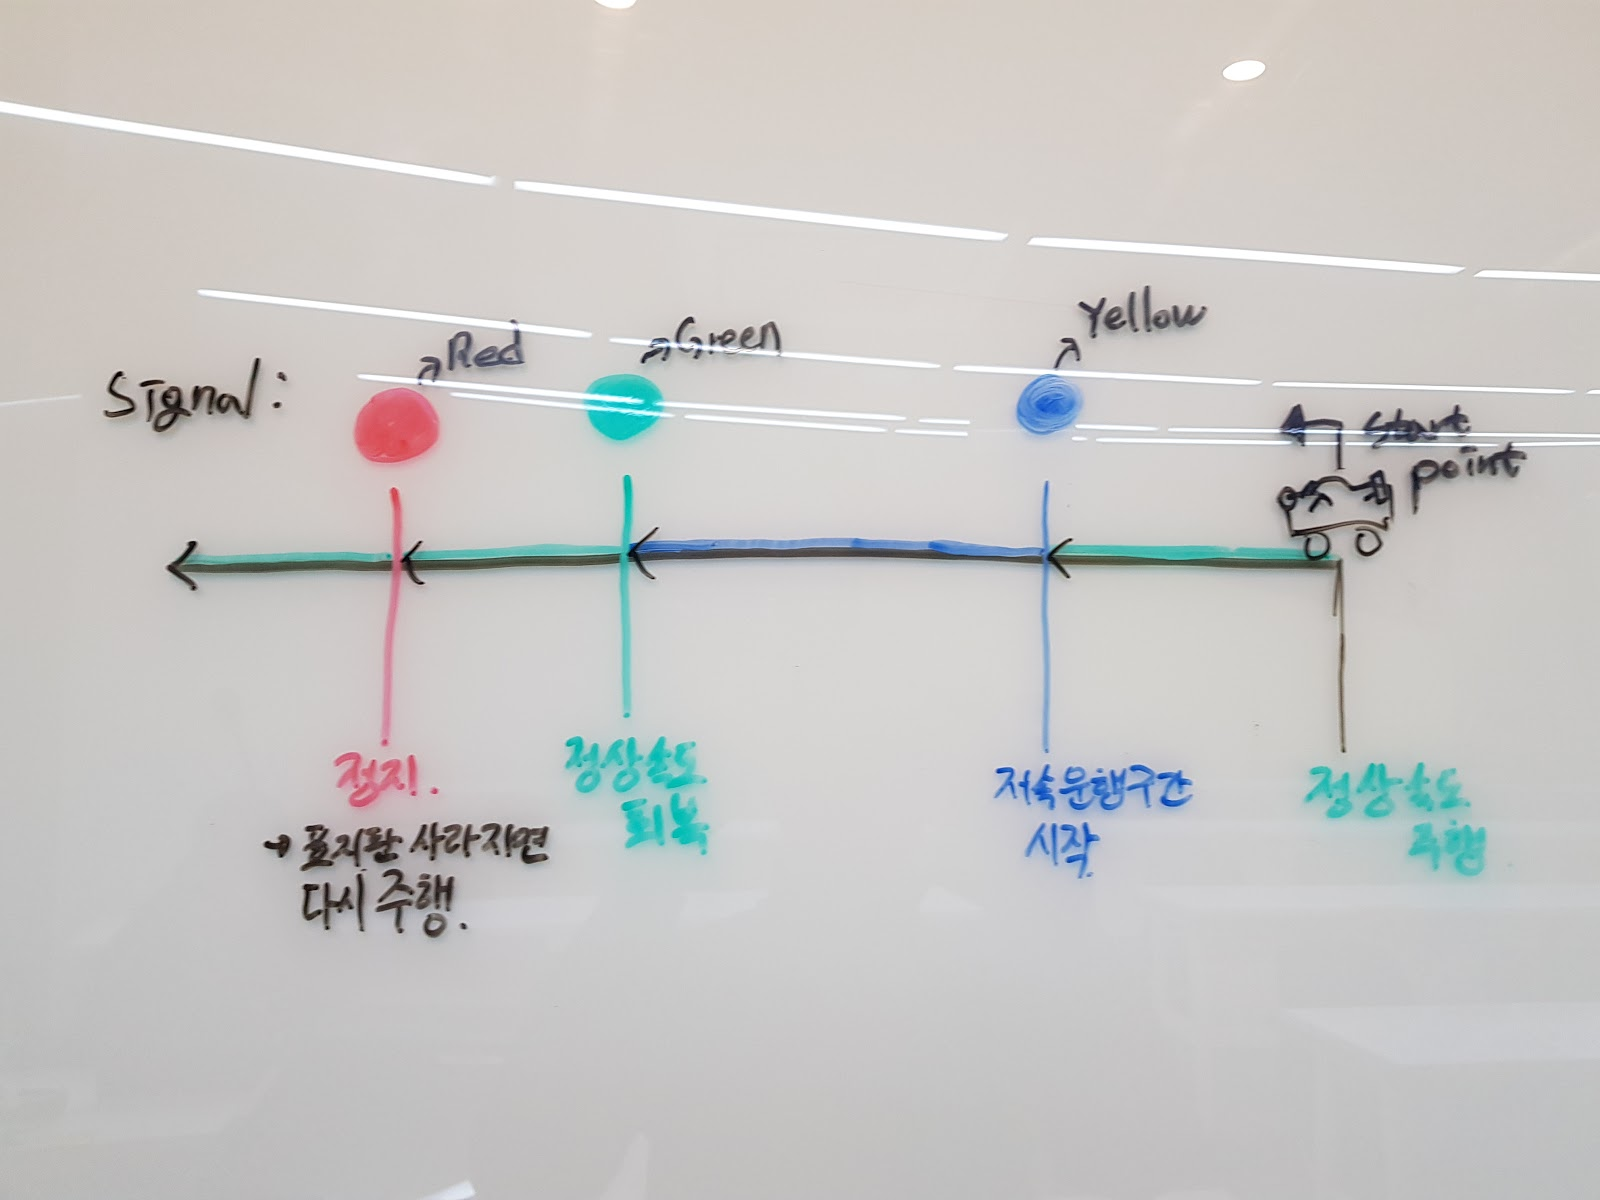 Signal:
Red
Green
Yellow
start
point
정지.
→ 표지판 사라지면
다시 주행.
정상속도
회복
저속운행구간
시작
정상속도
주행